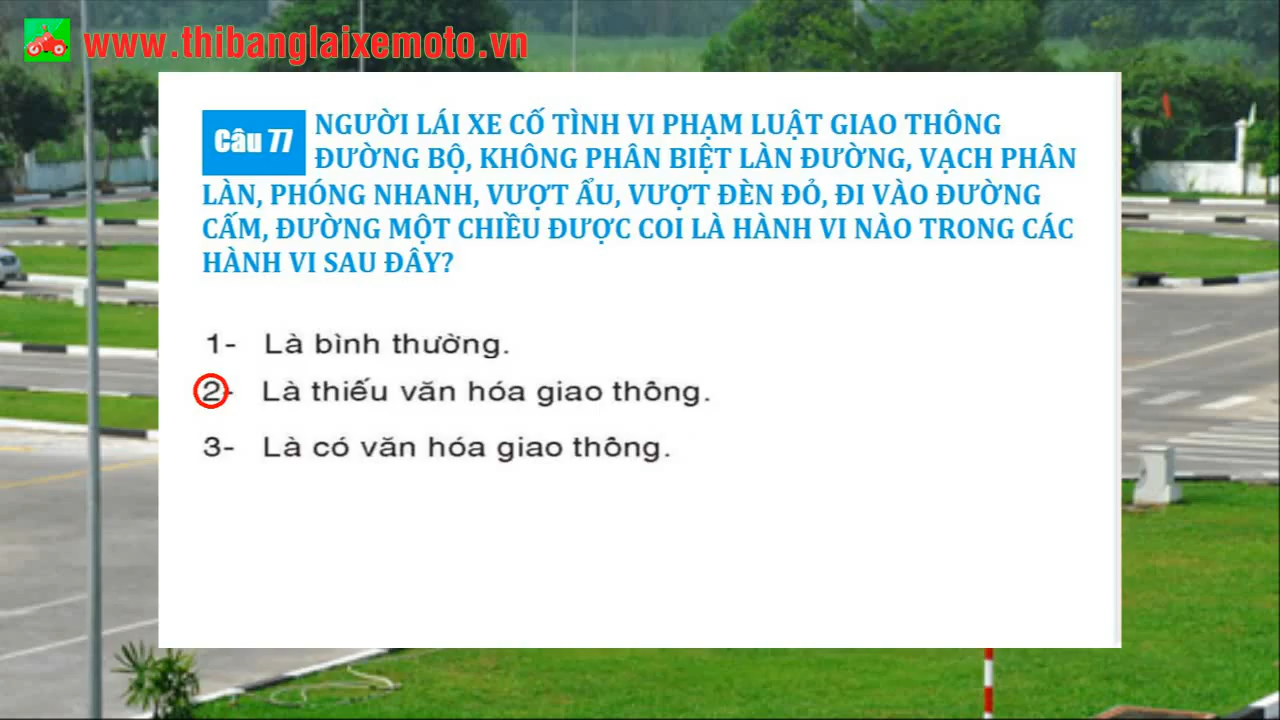 www.thibanglaixemoto.vn
Câu 77
NGƯỜI LÁI XE CỐ TÌNH VI PHẠM LUẬT GIAO THÔNG
ĐƯỜNG BỘ, KHÔNG PHÂN BIỆT LÀN ĐƯỜNG, VẠCH PHÂN
LÀN, PHÓNG NHANH, VƯỢT ẨU, VƯỢT ĐÈN ĐỎ, ĐI VÀO ĐƯỜNG
CẤM, ĐƯỜNG MỘT CHIỀU ĐƯỢC COI LÀ HÀNH VI NÀO TRONG CÁC
HÀNH VI SAU ĐÂY?
1- Là bình thường.
2- Là thiếu văn hóa giao thông.
3- Là có văn hóa giao thông.